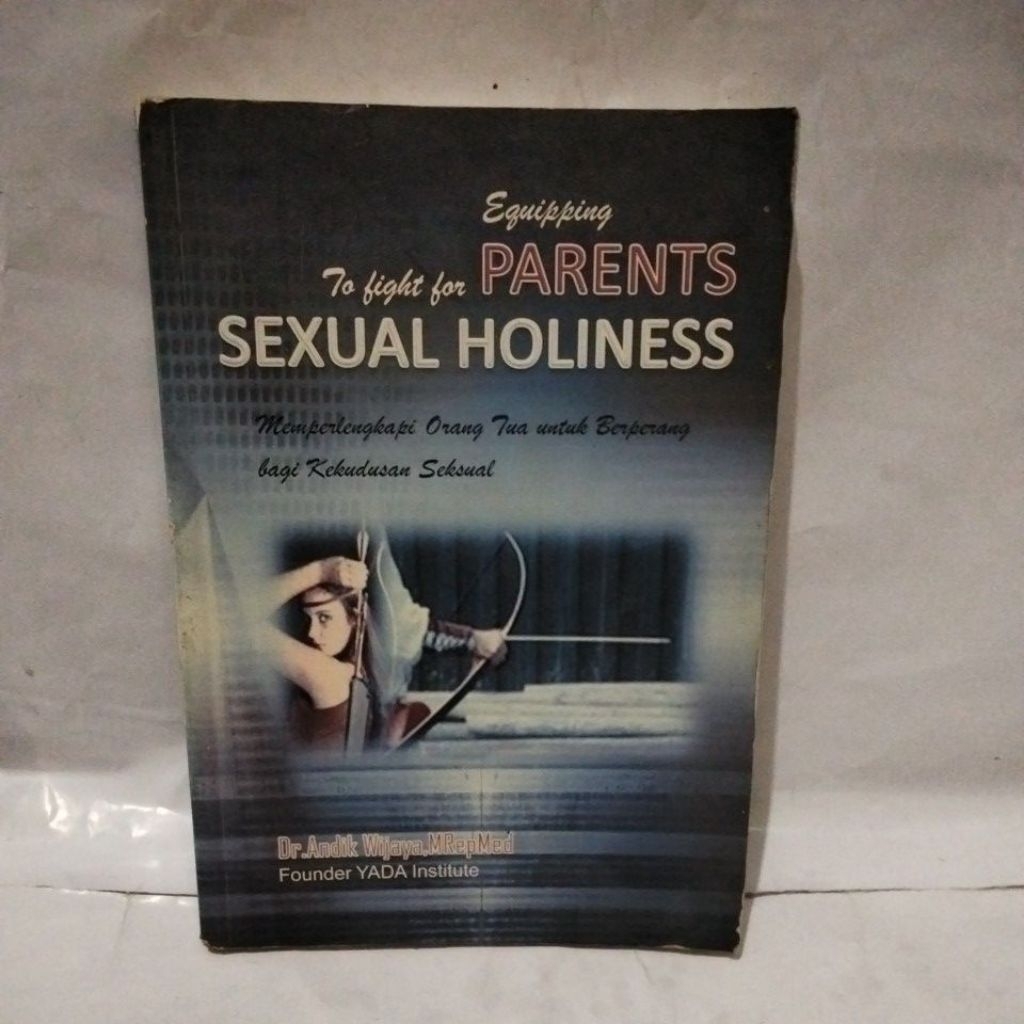 Equipping
PARENTS
To fight for
SEXUAL HOLINESS
Memperlengkapi Orang Tua untuk Berperang
bagi Kekudusan Seksual
Dr.Andik Wijaya,MRepMed
Founder YADA Institute